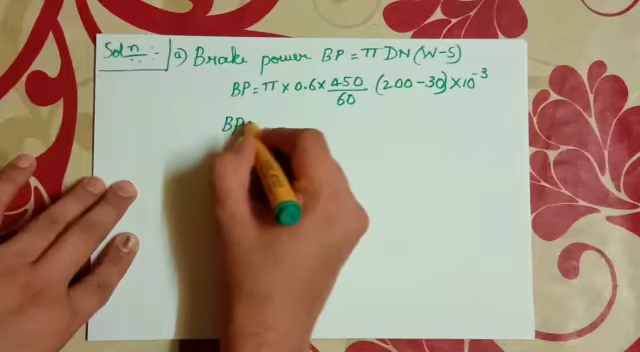 Soln :- a) Brake power BP = π DN (W-S)
BP = π × 0.6 × 450/60 (200-30) × 10⁻³
BP